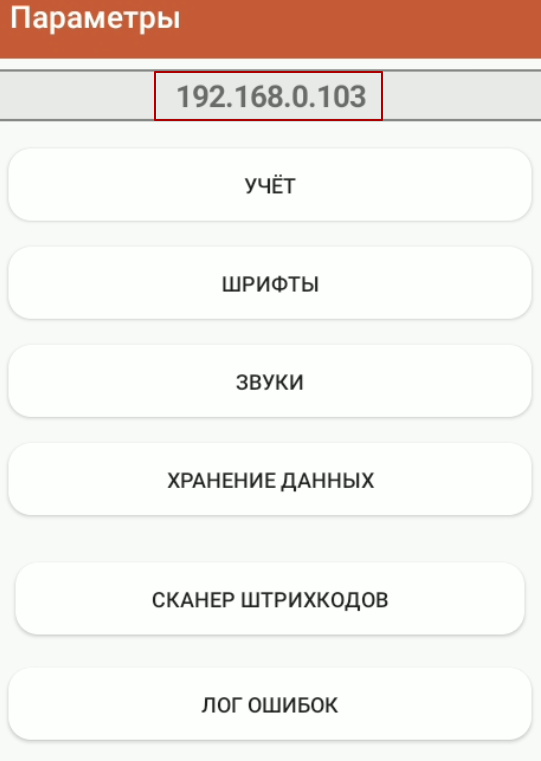 Параметры
192.168.0.103
УЧЁТ
ШРИФТЫ
ЗВУКИ
ХРАНЕНИЕ ДАННЫХ
СКАНЕР ШТРИХКОДОВ
ЛОГ ОШИБОК